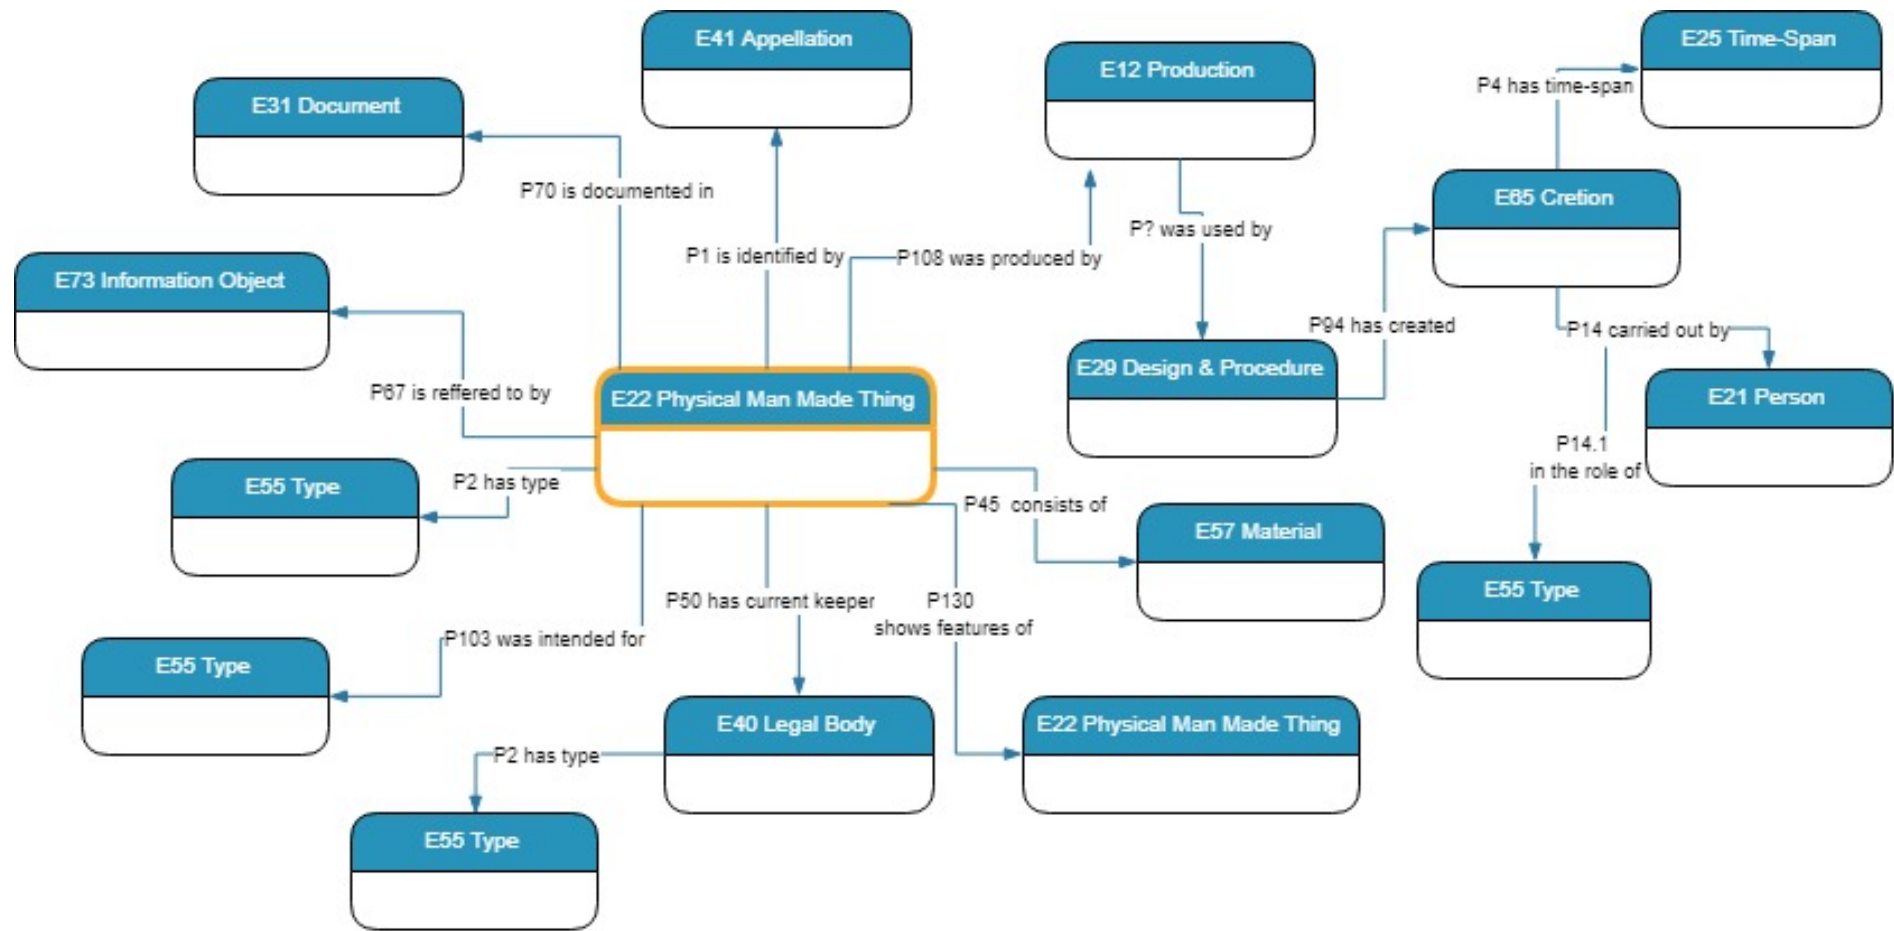 E41 Appellation
E25 Time-Span
E12 Production
P4 has time-span
E31 Document
P70 is documented in
E65 Cretion
P? was used by
P1 is identified by
P108 was produced by
E73 Information Object
P94 has created
P14 carried out by
E29 Design & Procedure
P67 is reffered to by
E22 Physical Man Made Thing
E21 Person
P14.1
in the role of
P2 has type
E55 Type
P45 consists of
E57 Material
E55 Type
P50 has current keeper
P130
shows features of
P103 was intended for
E55 Type
E40 Legal Body
E22 Physical Man Made Thing
P2 has type
E55 Type